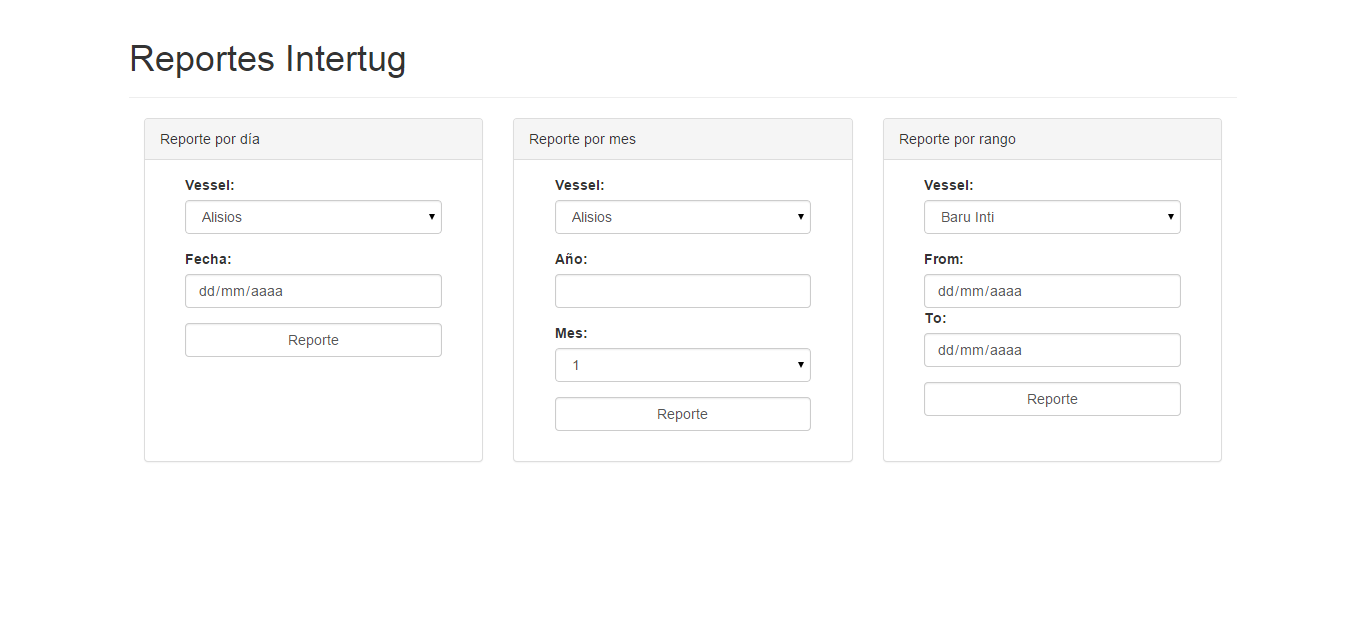 Reportes Intertug
Reporte por día
Vessel:
Alisios
Fecha:
dd/mm/aaaa
Reporte
Reporte por mes
Vessel:
Alisios
Año:
Mes:
1
Reporte
Reporte por rango
Vessel:
Baru Inti
From:
dd/mm/aaaa
To:
dd/mm/aaaa
Reporte